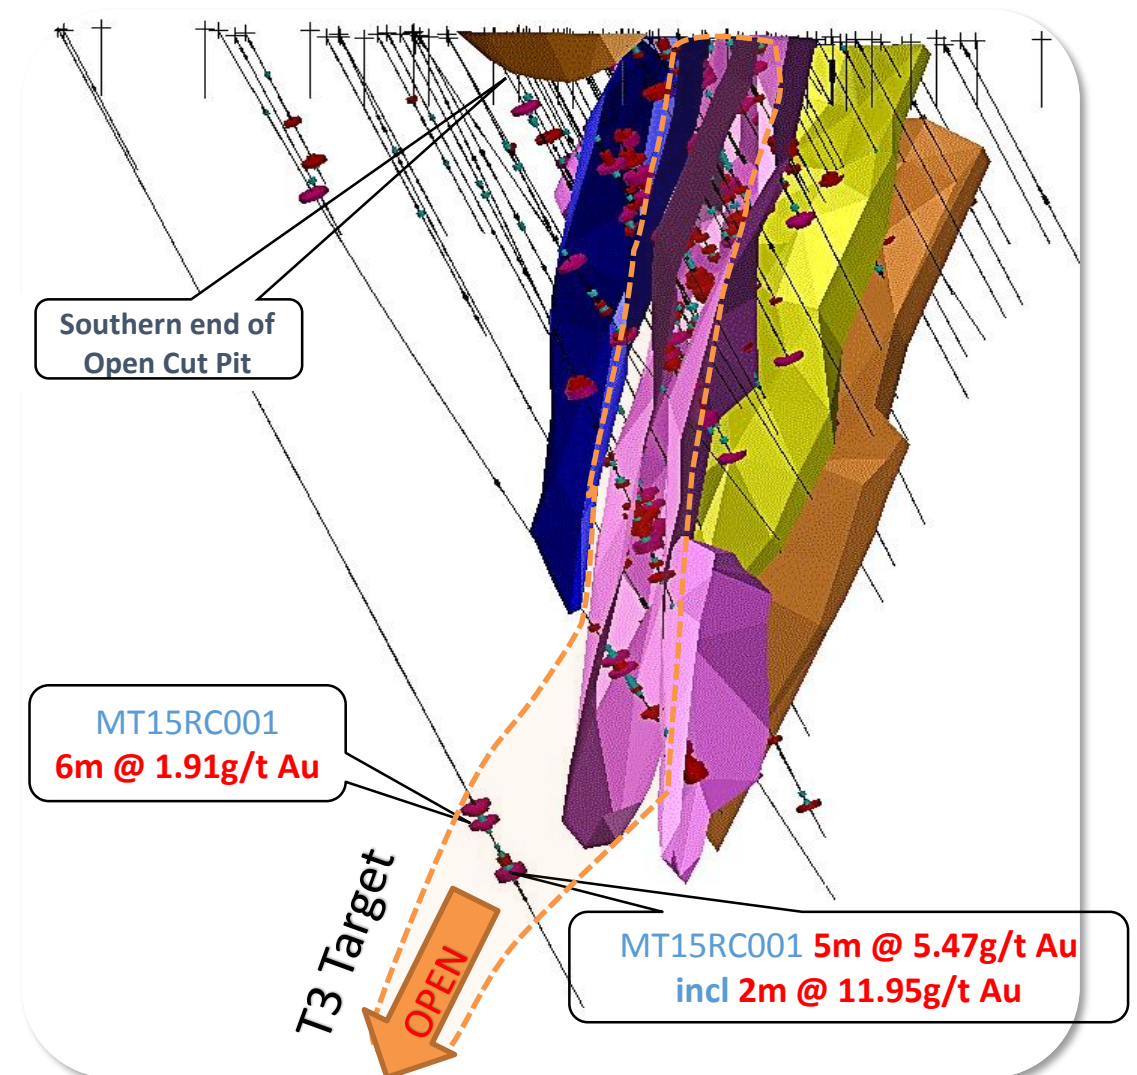 Southern end of
Open Cut Pit
MT15RC001
6m @ 1.91g/t Au
T3 Target
OPEN
MT15RC001 5m @ 5.47g/t Au
incl 2m @ 11.95g/t Au